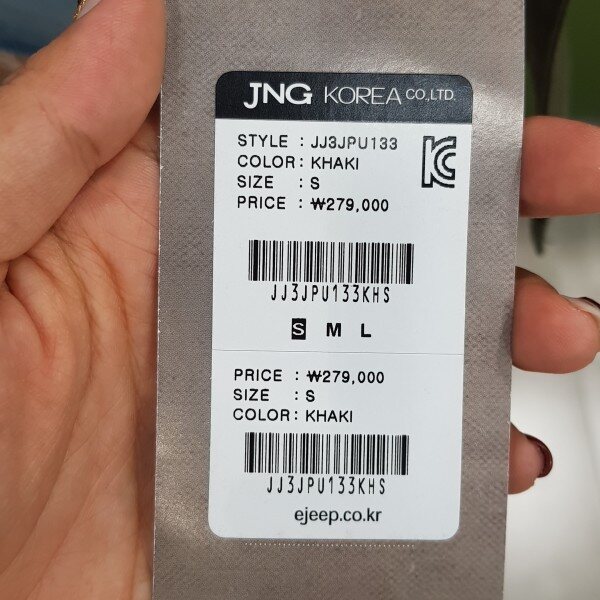 JNG KOREA CO.,LTD.
STYLE : JJ3JPU133
COLOR: KHAKI
SIZE : S
PRICE : ₩279,000
JJ3JPU133KHS
S M L
PRICE : ₩279,000
SIZE : S
COLOR: KHAKI
JJ3JPU133KHS
ejeep.co.kr